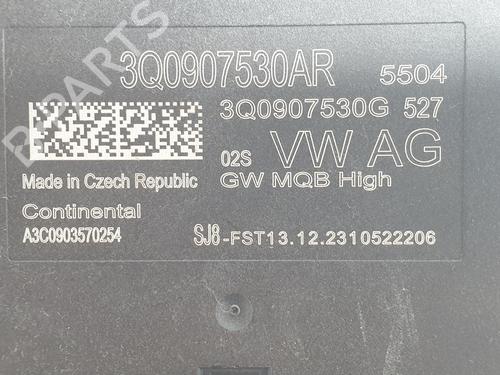 3Q0907530AR 5504
3Q0907530G 527
02S VW AG
Made in Czech Republic GW MQB High
Continental
A3C0903570254 SJ8-FST13.12.2310522206
B-PARTS